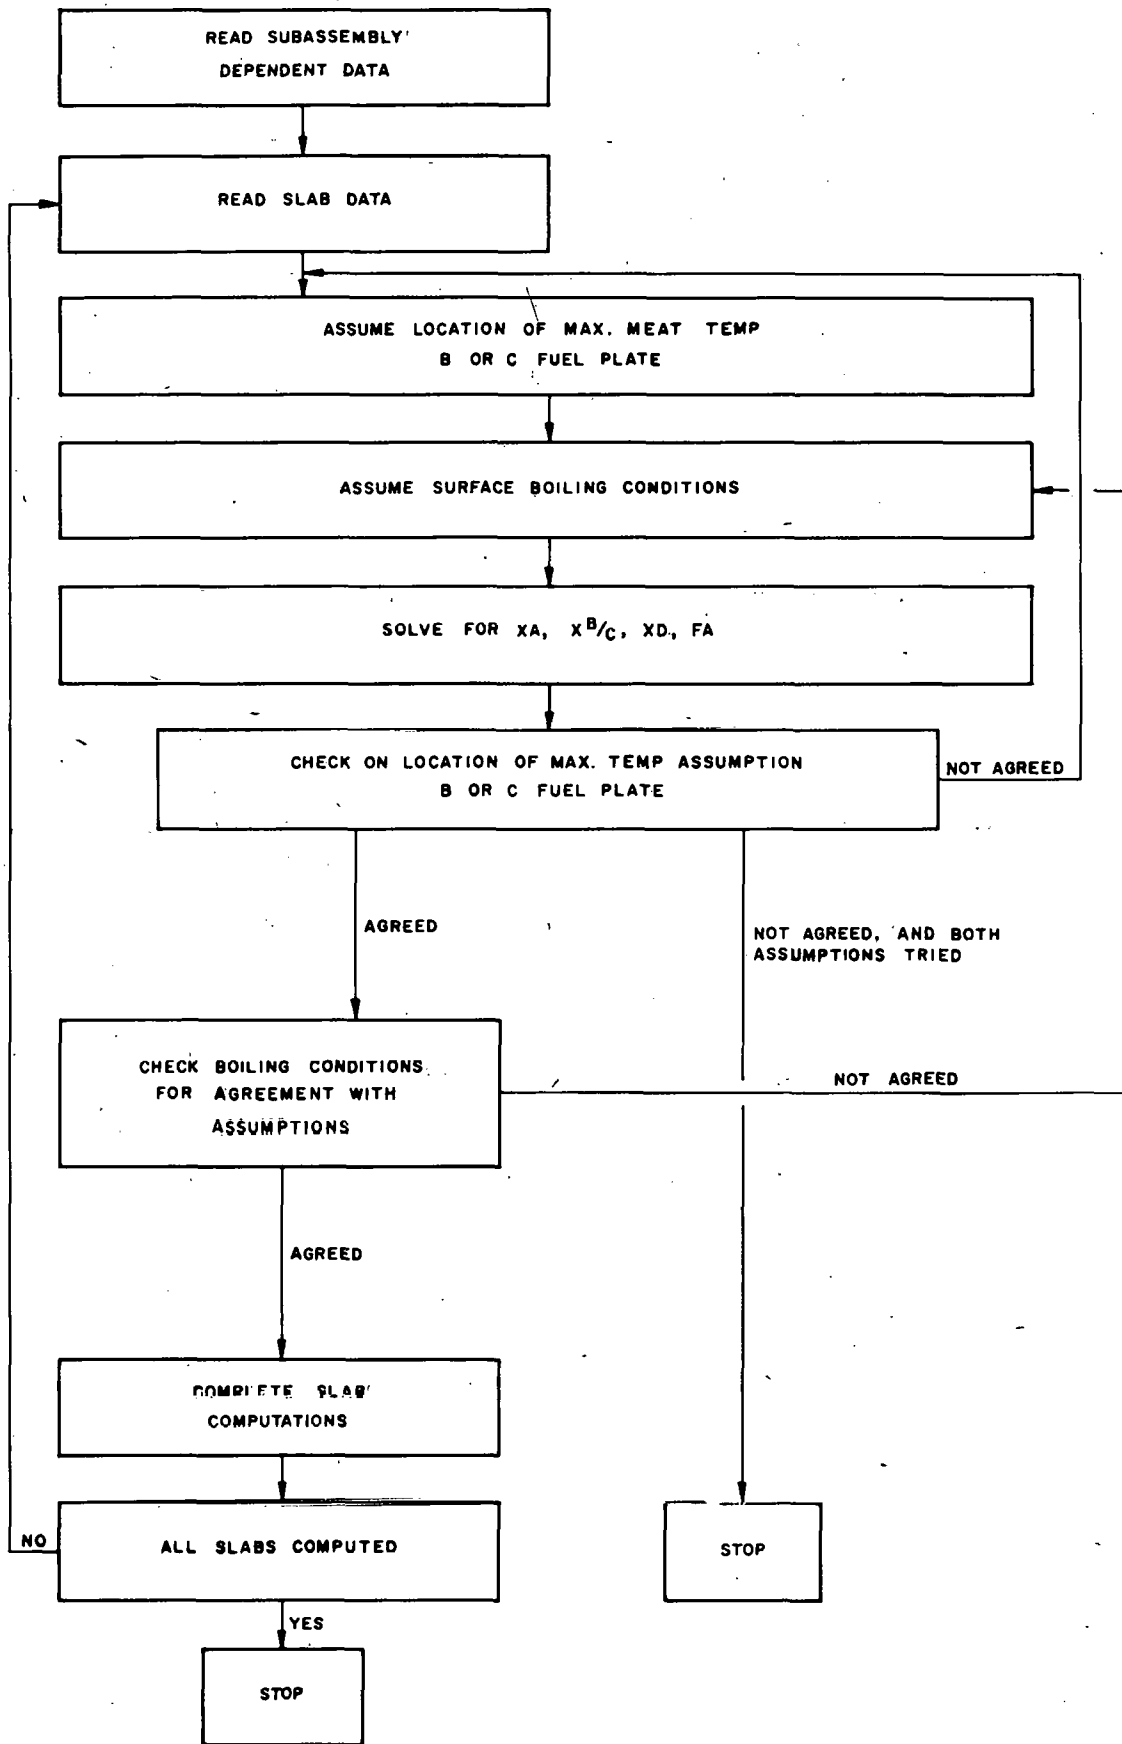 READ SUBASSEMBLY
DEPENDENT DATA
READ SLAB DATA
ASSUME LOCATION OF MAX. MEAT TEMP
B OR C FUEL PLATE
ASSUME SURFACE BOILING CONDITIONS
SOLVE FOR XA, X B/C, XD, FA
CHECK ON LOCATION OF MAX. TEMP ASSUMPTION
B OR C FUEL PLATE
NOT AGREED
AGREED
NOT AGREED, AND BOTH
ASSUMPTIONS TRIED
CHECK BOILING CONDITIONS
FOR AGREEMENT WITH
ASSUMPTIONS
NOT AGREED
AGREED
COMPLETE SLAB
COMPUTATIONS
NO
ALL SLABS COMPUTED
STOP
YES
STOP